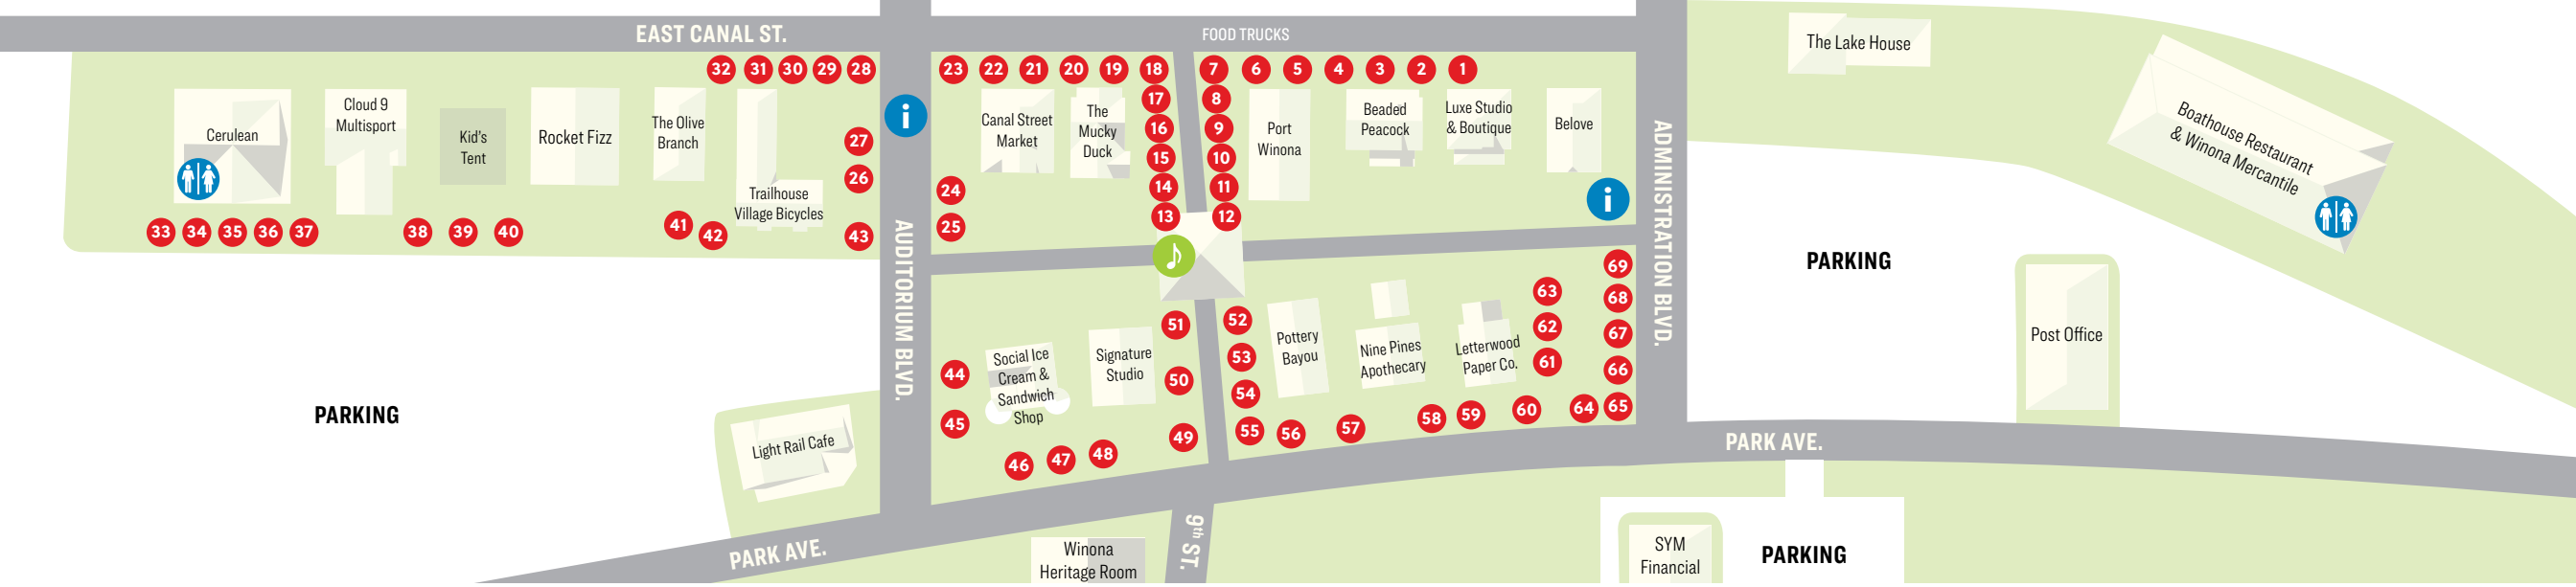 EAST CANAL ST.
FOOD TRUCKS
The Lake House
32 31 30 29 28
23 22 21 20 19 18
7 6 5 4 3 2 1
17
8
16
9
15
10
14
11
13
12
27
26
43
24
25
Cerulean
Cloud 9
Multisport
Kid's
Tent
Rocket Fizz
The Olive
Branch
Trailhouse
Village Bicycles
Canal Street
Market
The
Mucky
Duck
Port
Winona
Beaded
Peacock
Luxe Studio
& Boutique
Belove
i
i
Boathouse Restaurant
& Winona Mercantile
33 34 35 36 37
38 39 40
41 42
AUDITORIUM BLVD.
ADMINISTRATION BLVD.
PARKING
Post Office
PARKING
Light Rail Cafe
44
45
Social Ice
Cream &
Sandwich
Shop
Signature
Studio
51
50
49
46 47 48
52
53
54
55 56 57 58 59 60 64 65
Pottery
Bayou
Nine Pines
Apothecary
Letterwood
Paper Co.
63
62
61
69
68
67
66
PARK AVE.
PARK AVE.
9th ST.
Winona
Heritage Room
SYM
Financial
PARKING